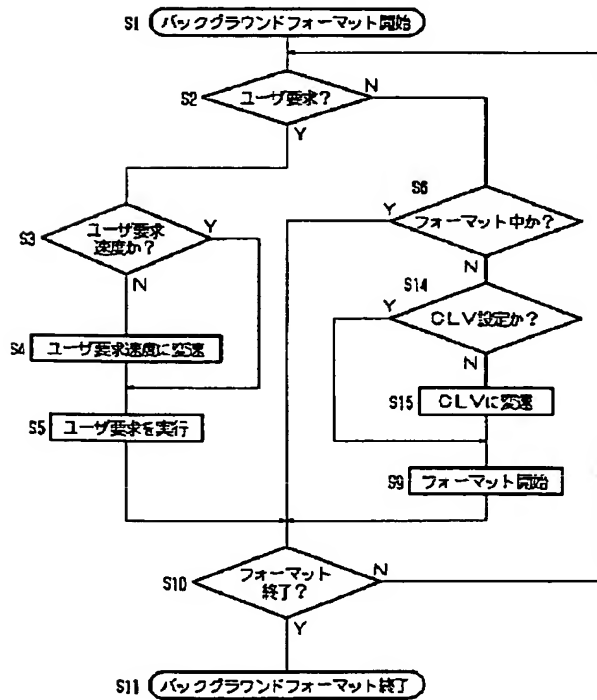 S1 バックグラウンドフォーマット開始
S2 ユーザ要求？
N
Y
S3 ユーザ要求
速度か？
Y
N
S4 ユーザ要求速度に変速
S5 ユーザ要求を実行
S6
Y フォーマット中か？
N
S14
Y CLV設定か？
N
S15 CLVに変速
S9 フォーマット開始
S10 フォーマット
終了？
N
Y
S11 バックグラウンドフォーマット終了